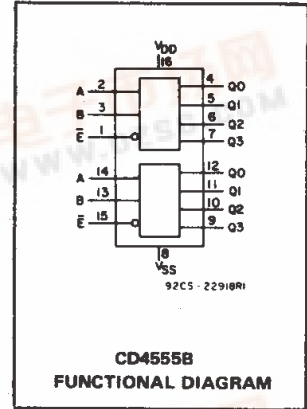 VDD
16
A 2 4 Q0
B 3 5 Q1
6 Q2
E̅ 1 7 Q3
A 14 12 Q0
B 13 11 Q1
10 Q2
E̅ 15 9 Q3
8
VSS
92CS-22918R1
CD4555B
FUNCTIONAL DIAGRAM